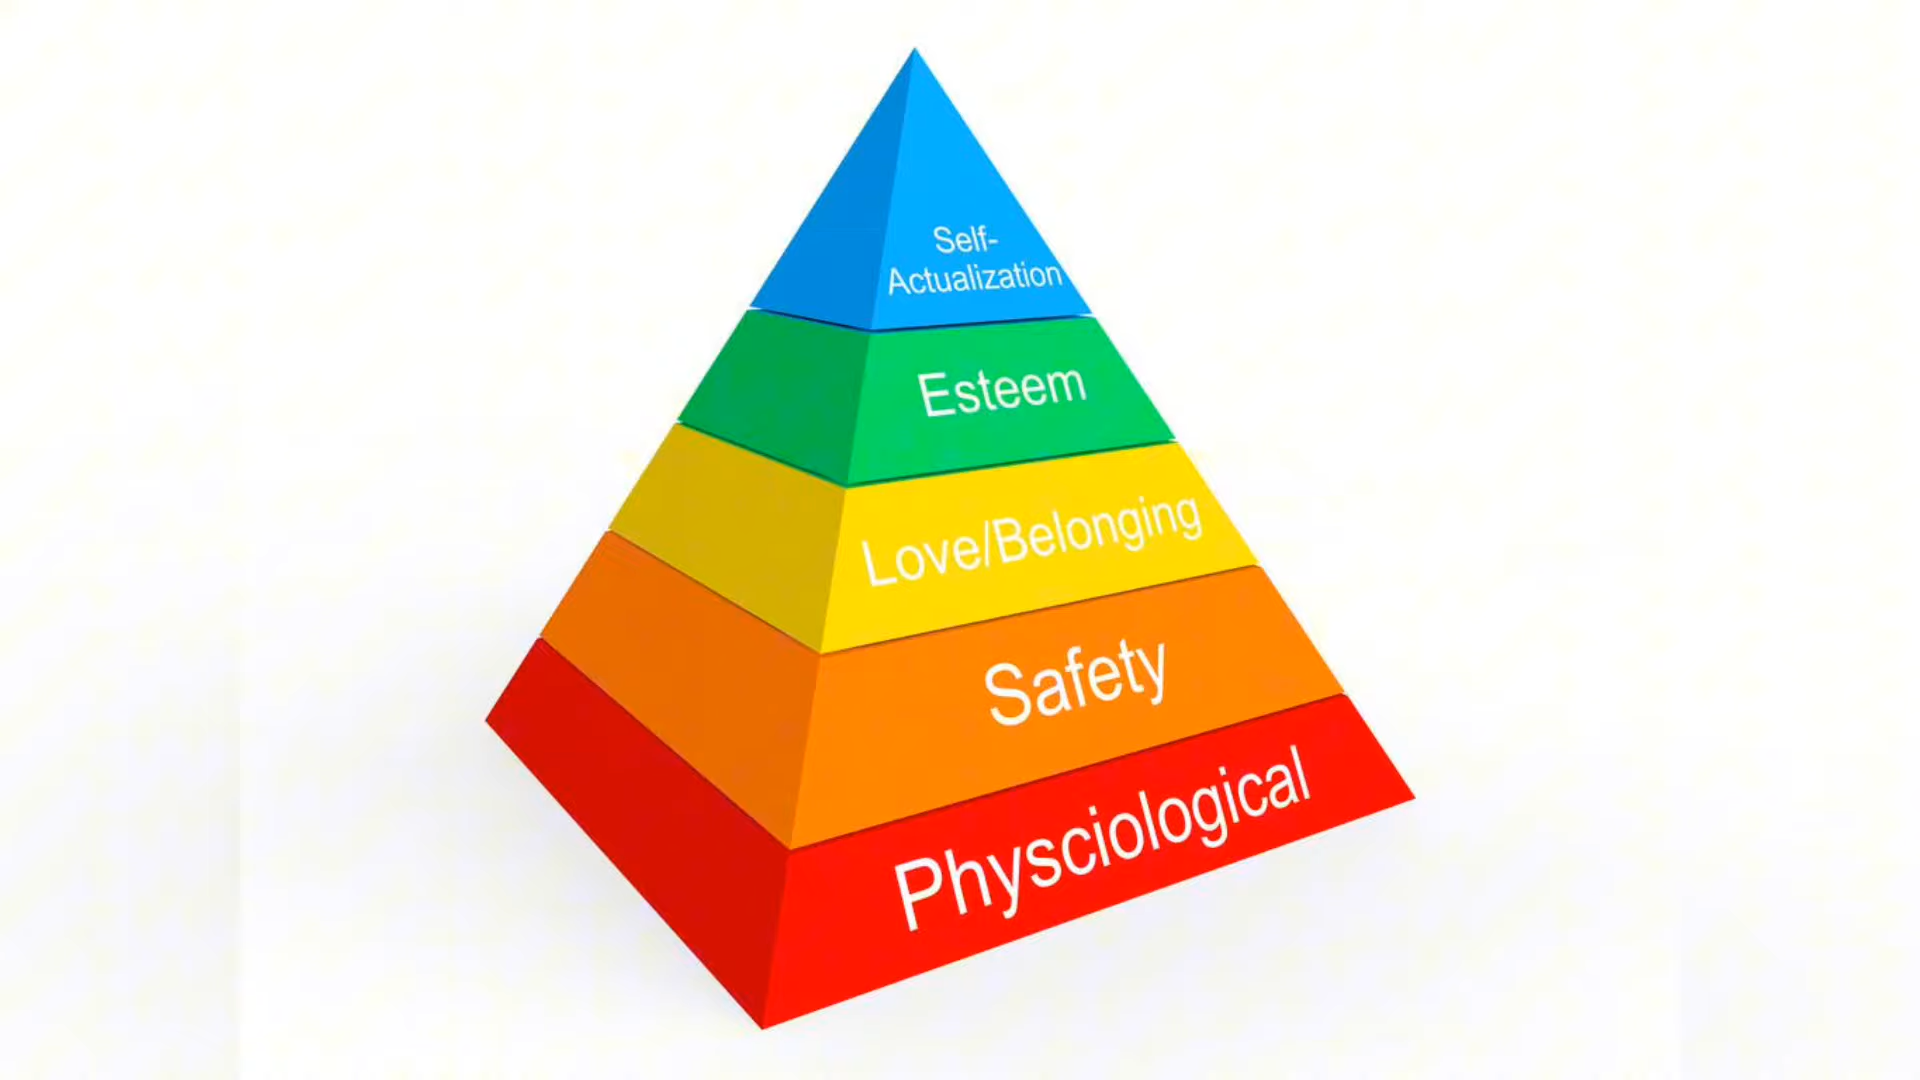 Self-
Actualization
Esteem
Love/Belonging
Safety
Physciological